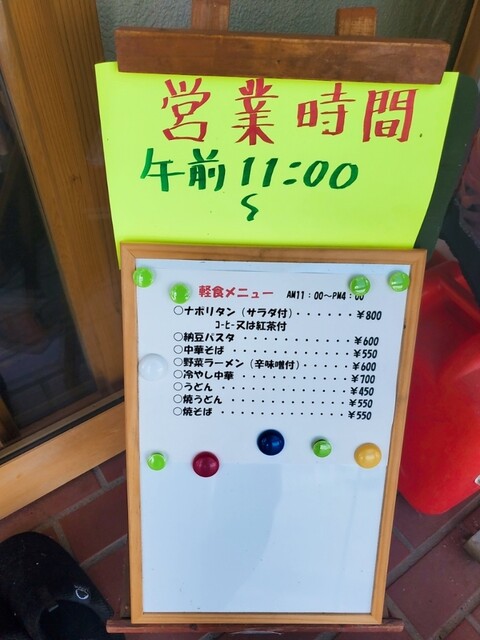 営業時間
午前11:00
～
軽食メニュー AM11:00～PM4:00
○ナポリタン(サラダ付)・・・・・・¥800
コーヒー又は紅茶付
○納豆パスタ・・・・・・・・・・・・¥600
○中華そば・・・・・・・・・・・・・¥550
○野菜ラーメン(辛味噌付)・・・・・¥600
○冷やし中華・・・・・・・・・・・・¥700
○うどん・・・・・・・・・・・・・・¥450
○焼うどん・・・・・・・・・・・・・¥550
○焼そば・・・・・・・・・・・・・・¥550